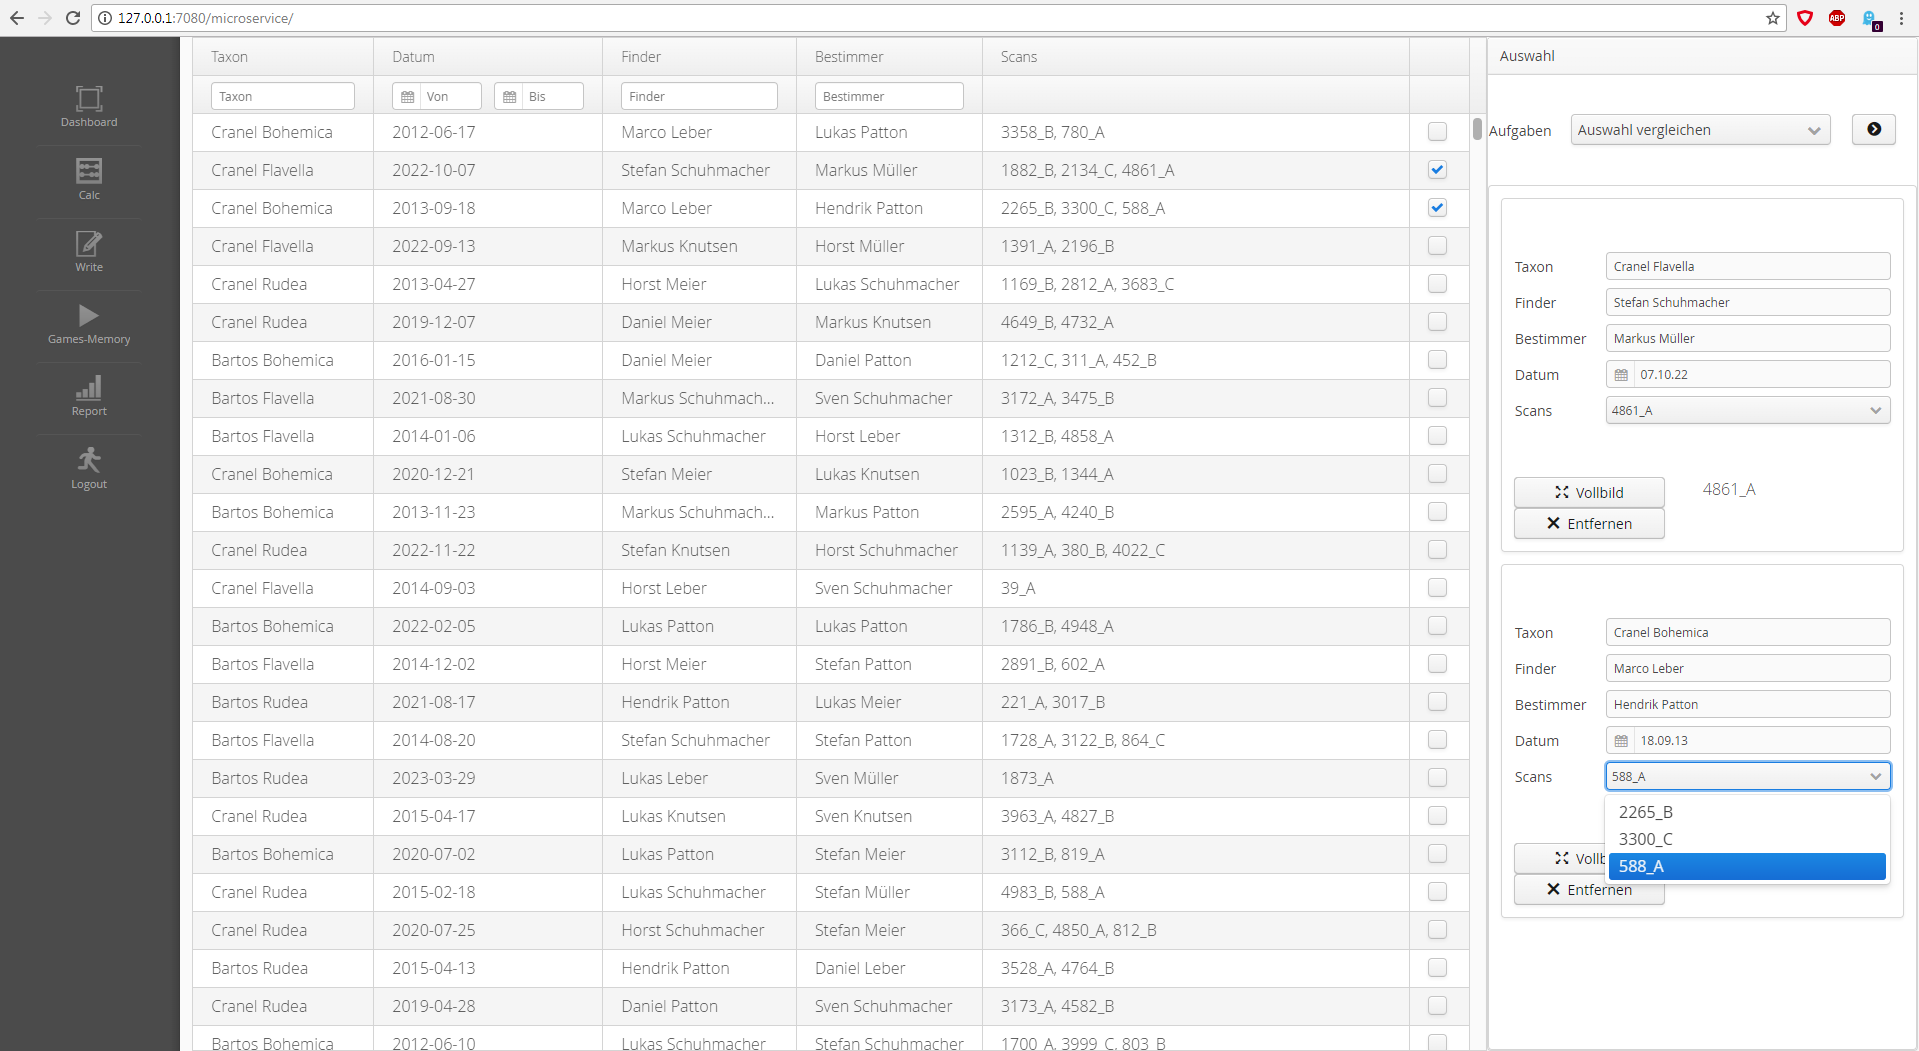 127.0.0.1:7080/microservice/
ABP
0
Dashboard
Calc
Write
Games-Memory
Report
Logout
Taxon Datum Finder Bestimmer Scans
Taxon Von Bis Finder Bestimmer
Cranel Bohemica 2012-06-17 Marco Leber Lukas Patton 3358_B, 780_A
Cranel Flavella 2022-10-07 Stefan Schuhmacher Markus Müller 1882_B, 2134_C, 4861_A
Cranel Bohemica 2013-09-18 Marco Leber Hendrik Patton 2265_B, 3300_C, 588_A
Cranel Flavella 2022-09-13 Markus Knutsen Horst Müller 1391_A, 2196_B
Cranel Rudea 2013-04-27 Horst Meier Lukas Schuhmacher 1169_B, 2812_A, 3683_C
Cranel Rudea 2019-12-07 Daniel Meier Markus Knutsen 4649_B, 4732_A
Bartos Bohemica 2016-01-15 Daniel Meier Daniel Patton 1212_C, 311_A, 452_B
Bartos Flavella 2021-08-30 Markus Schuhmach... Sven Schuhmacher 3172_A, 3475_B
Bartos Flavella 2014-01-06 Lukas Schuhmacher Horst Leber 1312_B, 4858_A
Cranel Bohemica 2020-12-21 Stefan Meier Lukas Knutsen 1023_B, 1344_A
Bartos Bohemica 2013-11-23 Markus Schuhmach... Markus Patton 2595_A, 4240_B
Cranel Rudea 2022-11-22 Stefan Knutsen Horst Schuhmacher 1139_A, 380_B, 4022_C
Cranel Flavella 2014-09-03 Horst Leber Sven Schuhmacher 39_A
Bartos Bohemica 2022-02-05 Lukas Patton Lukas Patton 1786_B, 4948_A
Bartos Flavella 2014-12-02 Horst Meier Stefan Patton 2891_B, 602_A
Bartos Rudea 2021-08-17 Hendrik Patton Lukas Meier 221_A, 3017_B
Bartos Flavella 2014-08-20 Stefan Schuhmacher Stefan Patton 1728_A, 3122_B, 864_C
Bartos Rudea 2023-03-29 Lukas Leber Sven Müller 1873_A
Cranel Rudea 2015-04-17 Lukas Knutsen Sven Knutsen 3963_A, 4827_B
Bartos Bohemica 2020-07-02 Lukas Patton Stefan Meier 3112_B, 819_A
Cranel Rudea 2015-02-18 Lukas Schuhmacher Stefan Müller 4983_B, 588_A
Cranel Rudea 2020-07-25 Horst Schuhmacher Stefan Meier 366_C, 4850_A, 812_B
Bartos Rudea 2015-04-13 Hendrik Patton Daniel Leber 3528_A, 4764_B
Cranel Rudea 2019-04-28 Daniel Patton Sven Schuhmacher 3173_A, 4582_B
Bartos Bohemica 2012-06-10 Lukas Schuhmacher Stefan Schuhmacher 1700_A, 3999_C, 803_B
Auswahl
Aufgaben Auswahl vergleichen
Taxon Cranel Flavella
Finder Stefan Schuhmacher
Bestimmer Markus Müller
Datum 07.10.22
Scans 4861_A
Vollbild 4861_A
Entfernen
Taxon Cranel Bohemica
Finder Marco Leber
Bestimmer Hendrik Patton
Datum 18.09.13
Scans 588_A
2265_B
3300_C
588_A
Entfernen